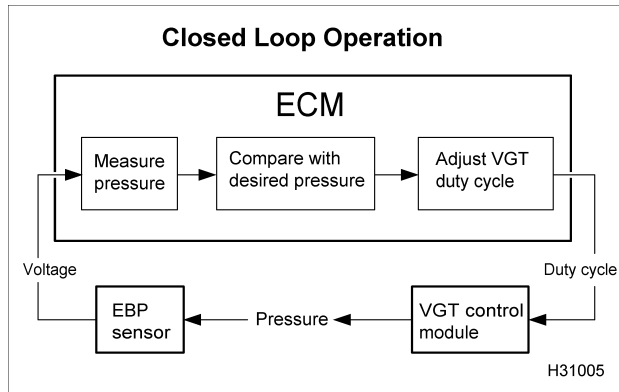 Closed Loop Operation
ECM
Measure
pressure
Compare with
desired pressure
Adjust VGT
duty cycle
Voltage
Duty cycle
EBP
sensor
Pressure
VGT control
module
H31005